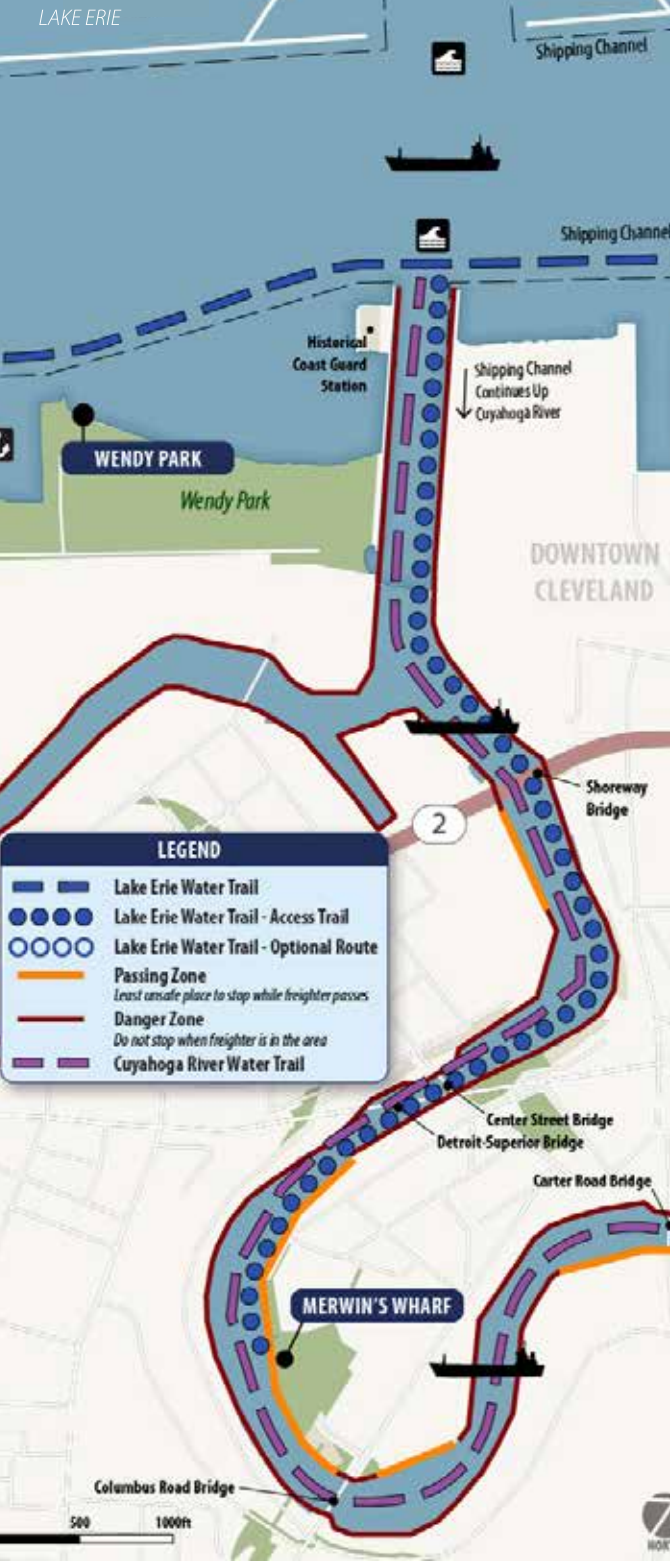 LAKE ERIE
Shipping Channel
Shipping Channel
Historical
Coast Guard
Station
Shipping Channel
Continues Up
Cuyahoga River
WENDY PARK
Wendy Park
DOWNTOWN
CLEVELAND
Shoreway
Bridge
2
LEGEND
Lake Erie Water Trail
Lake Erie Water Trail - Access Trail
Lake Erie Water Trail - Optional Route
Passing Zone
Least unsafe place to stop while freighter passes
Danger Zone
Do not stop when freighter is in the area
Cuyahoga River Water Trail
Center Street Bridge
Detroit-Superior Bridge
Carter Road Bridge
MERWIN'S WHARF
Columbus Road Bridge
500
1000ft